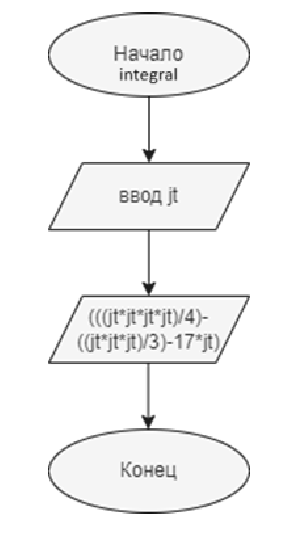 Начало
integral
ввод jt
(((jt*jt*jt*jt)/4)-
((jt*jt*jt)/3)-17*jt)
Конец